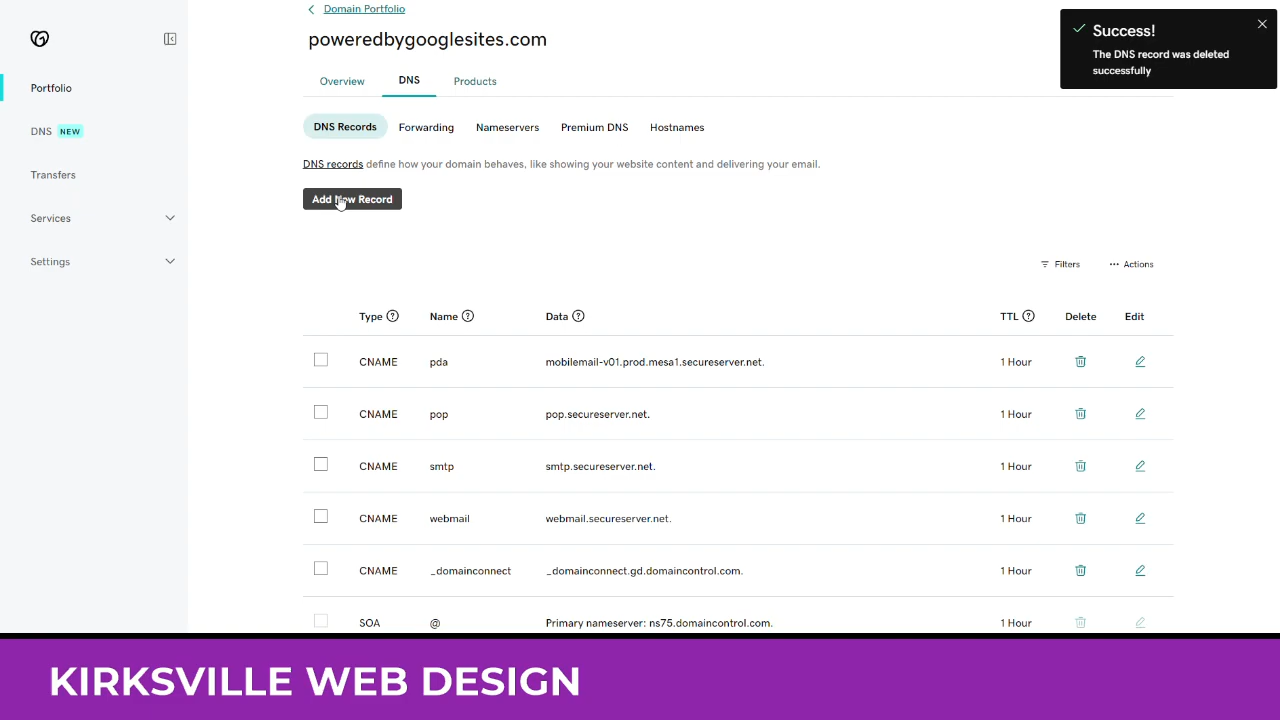 Domain Portfolio
poweredbygooglesites.com
Success!
The DNS record was deleted
successfully
Portfolio
DNS NEW
Transfers
Services
Settings
Overview DNS Products
DNS Records Forwarding Nameservers Premium DNS Hostnames
DNS records define how your domain behaves, like showing your website content and delivering your email.
Add New Record
Filters ··· Actions
Type ? Name ? Data ? TTL ? Delete Edit
CNAME pda mobilemail-v01.prod.mesa1.secureserver.net. 1 Hour
CNAME pop pop.secureserver.net. 1 Hour
CNAME smtp smtp.secureserver.net. 1 Hour
CNAME webmail webmail.secureserver.net. 1 Hour
CNAME _domainconnect _domainconnect.gd.domaincontrol.com. 1 Hour
SOA @ Primary nameserver: ns75.domaincontrol.com. 1 Hour
KIRKSVILLE WEB DESIGN